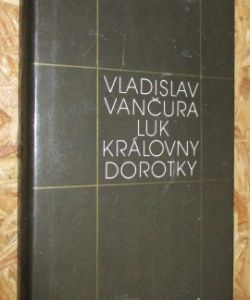 VLADISLAV
VANČURA
LUK
KRÁLOVNY
DOROTKY